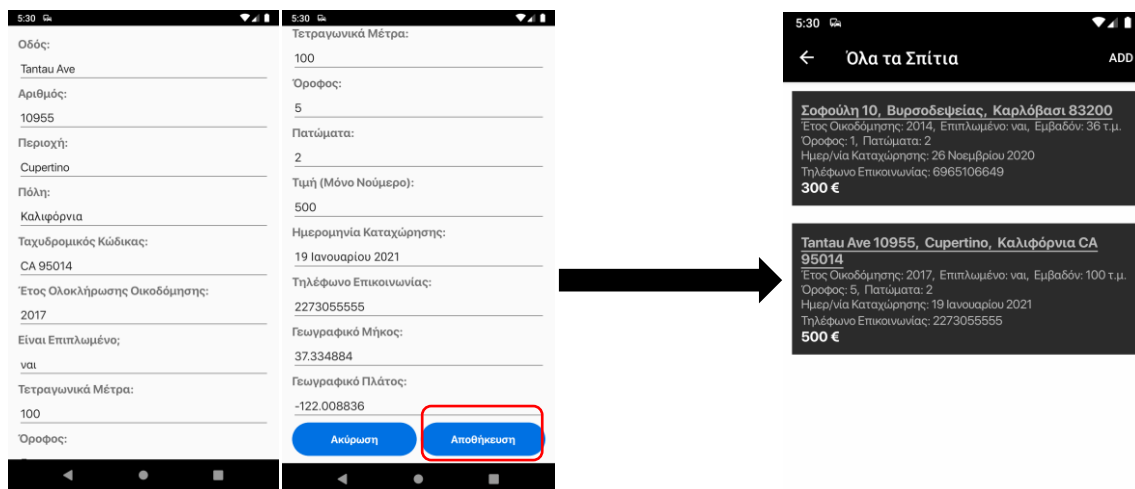 5:30
Οδός:
Tantau Ave
Αριθμός:
10955
Περιοχή:
Cupertino
Πόλη:
Καλιφόρνια
Ταχυδρομικός Κώδικας:
CA 95014
Έτος Ολοκλήρωσης Οικοδόμησης:
2017
Είναι Επιπλωμένο;
ναι
Τετραγωνικά Μέτρα:
100
Όροφος:
5:30
Τετραγωνικά Μέτρα:
100
Όροφος:
5
Πατώματα:
2
Τιμή (Μόνο Νούμερο):
500
Ημερομηνία Καταχώρησης:
19 Ιανουαρίου 2021
Τηλέφωνο Επικοινωνίας:
2273055555
Γεωγραφικό Μήκος:
37.334884
Γεωγραφικό Πλάτος:
-122.008836
Ακύρωση Αποθήκευση
5:30
Όλα τα Σπίτια ADD
Σοφούλη 10, Βυρσοδεψείας, Καρλόβασι 83200
Έτος Οικοδόμησης: 2014, Επιπλωμένο: ναι, Εμβαδόν: 36 τ.μ.
Όροφος: 1, Πατώματα: 2
Ημερ/νία Καταχώρησης: 26 Νοεμβρίου 2020
Τηλέφωνο Επικοινωνίας: 6965106649
300 €
Tantau Ave 10955, Cupertino, Καλιφόρνια CA
95014
Έτος Οικοδόμησης: 2017, Επιπλωμένο: ναι, Εμβαδόν: 100 τ.μ.
Όροφος: 5, Πατώματα: 2
Ημερ/νία Καταχώρησης: 19 Ιανουαρίου 2021
Τηλέφωνο Επικοινωνίας: 2273055555
500 €